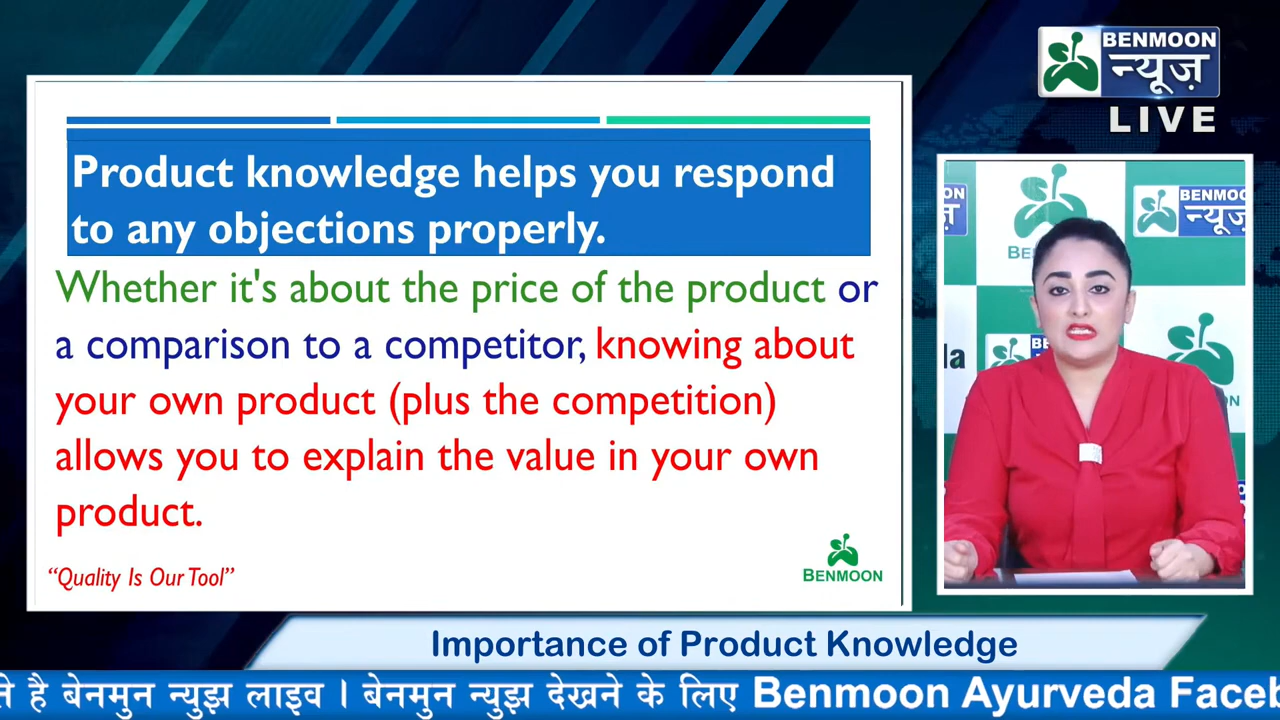 BENMOON
न्यूज़
LIVE
Product knowledge helps you respond
to any objections properly.
Whether it's about the price of the product or
a comparison to a competitor, knowing about
your own product (plus the competition)
allows you to explain the value in your own
product.
“Quality Is Our Tool”
BENMOON
BENMOON
न्यूज़
Importance of Product Knowledge
है बेनमुन न्युझ लाइव । बेनमुन न्युझ देखने के लिए Benmoon Ayurveda